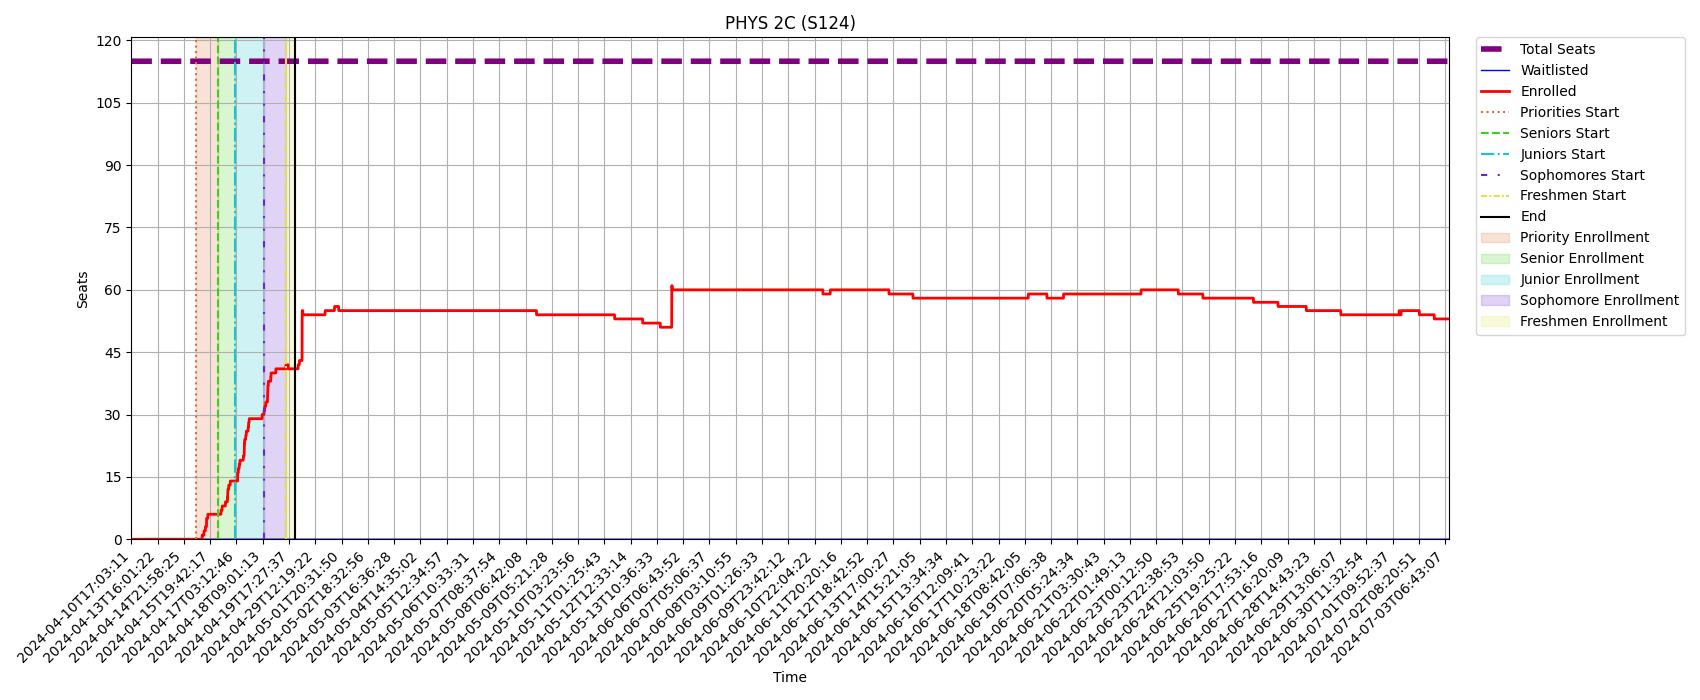 PHYS 2C (S124)
120
105
90
75
60
45
30
15
0
Seats
2024-04-10T17:03:11
2024-04-13T16:01:22
2024-04-14T21:58:25
2024-04-15T19:42:17
2024-04-17T03:12:46
2024-04-18T09:01:13
2024-04-19T17:27:37
2024-04-29T12:19:22
2024-05-01T20:31:50
2024-05-02T18:32:56
2024-05-03T16:36:28
2024-05-04T14:35:02
2024-05-05T12:34:57
2024-05-06T10:33:31
2024-05-07T08:37:54
2024-05-08T06:42:08
2024-05-09T05:21:28
2024-05-10T03:23:56
2024-05-11T01:25:43
2024-05-12T12:33:14
2024-05-13T10:36:33
2024-06-06T06:43:52
2024-06-07T05:06:37
2024-06-08T03:10:55
2024-06-09T01:26:33
2024-06-09T23:42:12
2024-06-10T22:04:22
2024-06-11T20:20:16
2024-06-12T18:42:52
2024-06-13T17:00:27
2024-06-14T15:21:05
2024-06-15T13:34:34
2024-06-16T12:09:41
2024-06-17T10:23:22
2024-06-18T08:42:05
2024-06-19T07:06:38
2024-06-20T05:24:34
2024-06-21T03:30:43
2024-06-22T01:49:13
2024-06-23T00:12:50
2024-06-23T22:38:53
2024-06-24T21:03:50
2024-06-25T19:25:22
2024-06-26T17:53:16
2024-06-27T16:20:09
2024-06-28T14:43:23
2024-06-29T13:06:07
2024-06-30T11:32:54
2024-07-01T09:52:37
2024-07-02T08:20:51
2024-07-03T06:43:07
Time
Total Seats
Waitlisted
Enrolled
Priorities Start
Seniors Start
Juniors Start
Sophomores Start
Freshmen Start
End
Priority Enrollment
Senior Enrollment
Junior Enrollment
Sophomore Enrollment
Freshmen Enrollment